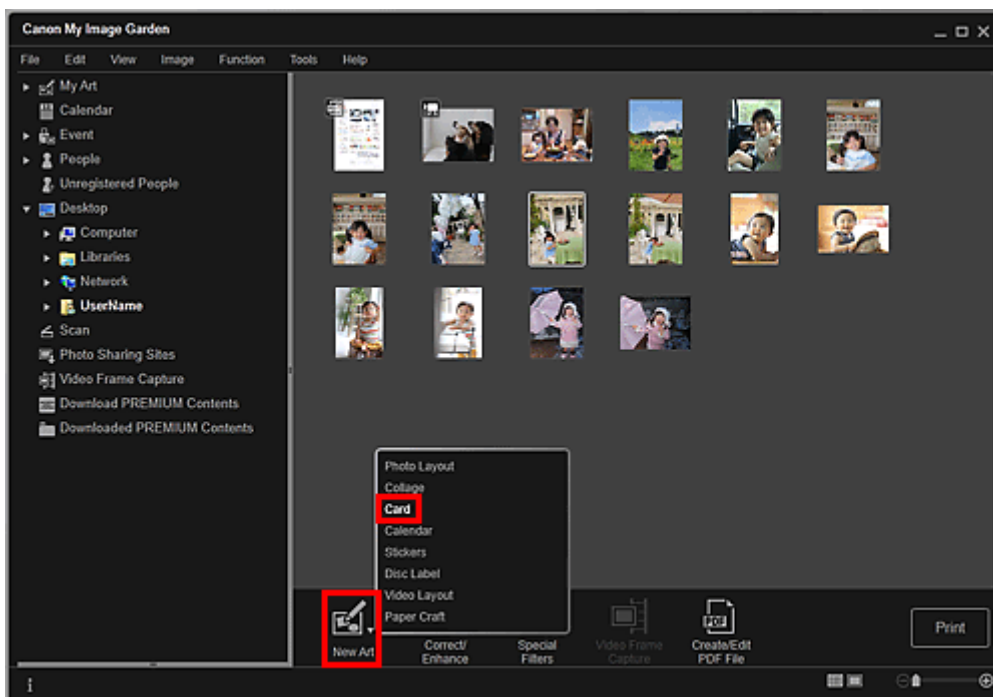 Canon My Image Garden
File Edit View Image Function Tools Help
My Art
Calendar
Event
People
Unregistered People
Desktop
Computer
Libraries
Network
UserName
Scan
Photo Sharing Sites
Video Frame Capture
Download PREMIUM Contents
Downloaded PREMIUM Contents
Photo Layout
Collage
Card
Calendar
Stickers
Disc Label
Video Layout
Paper Craft
New Art
Correct/
Enhance
Special
Filters
Video Frame
Capture
PDF
Create/Edit
PDF File
Print
i